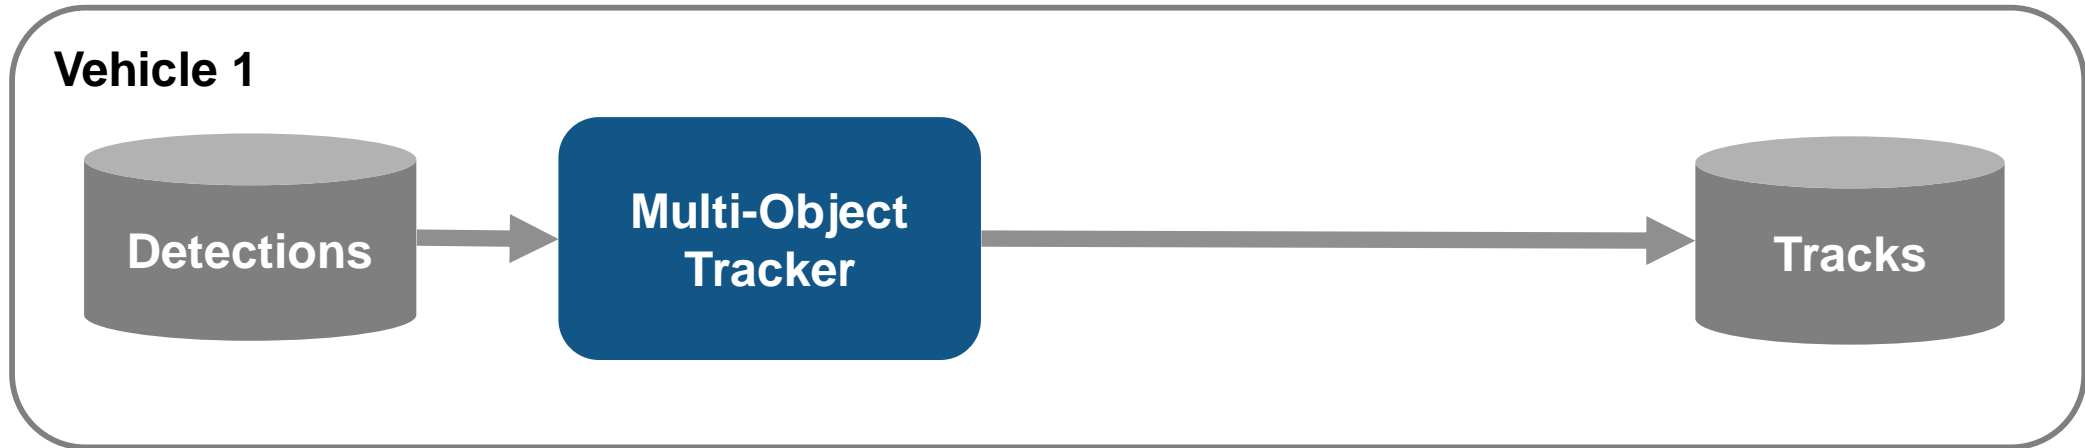 Vehicle 1
Detections
Multi-Object
Tracker
Tracks